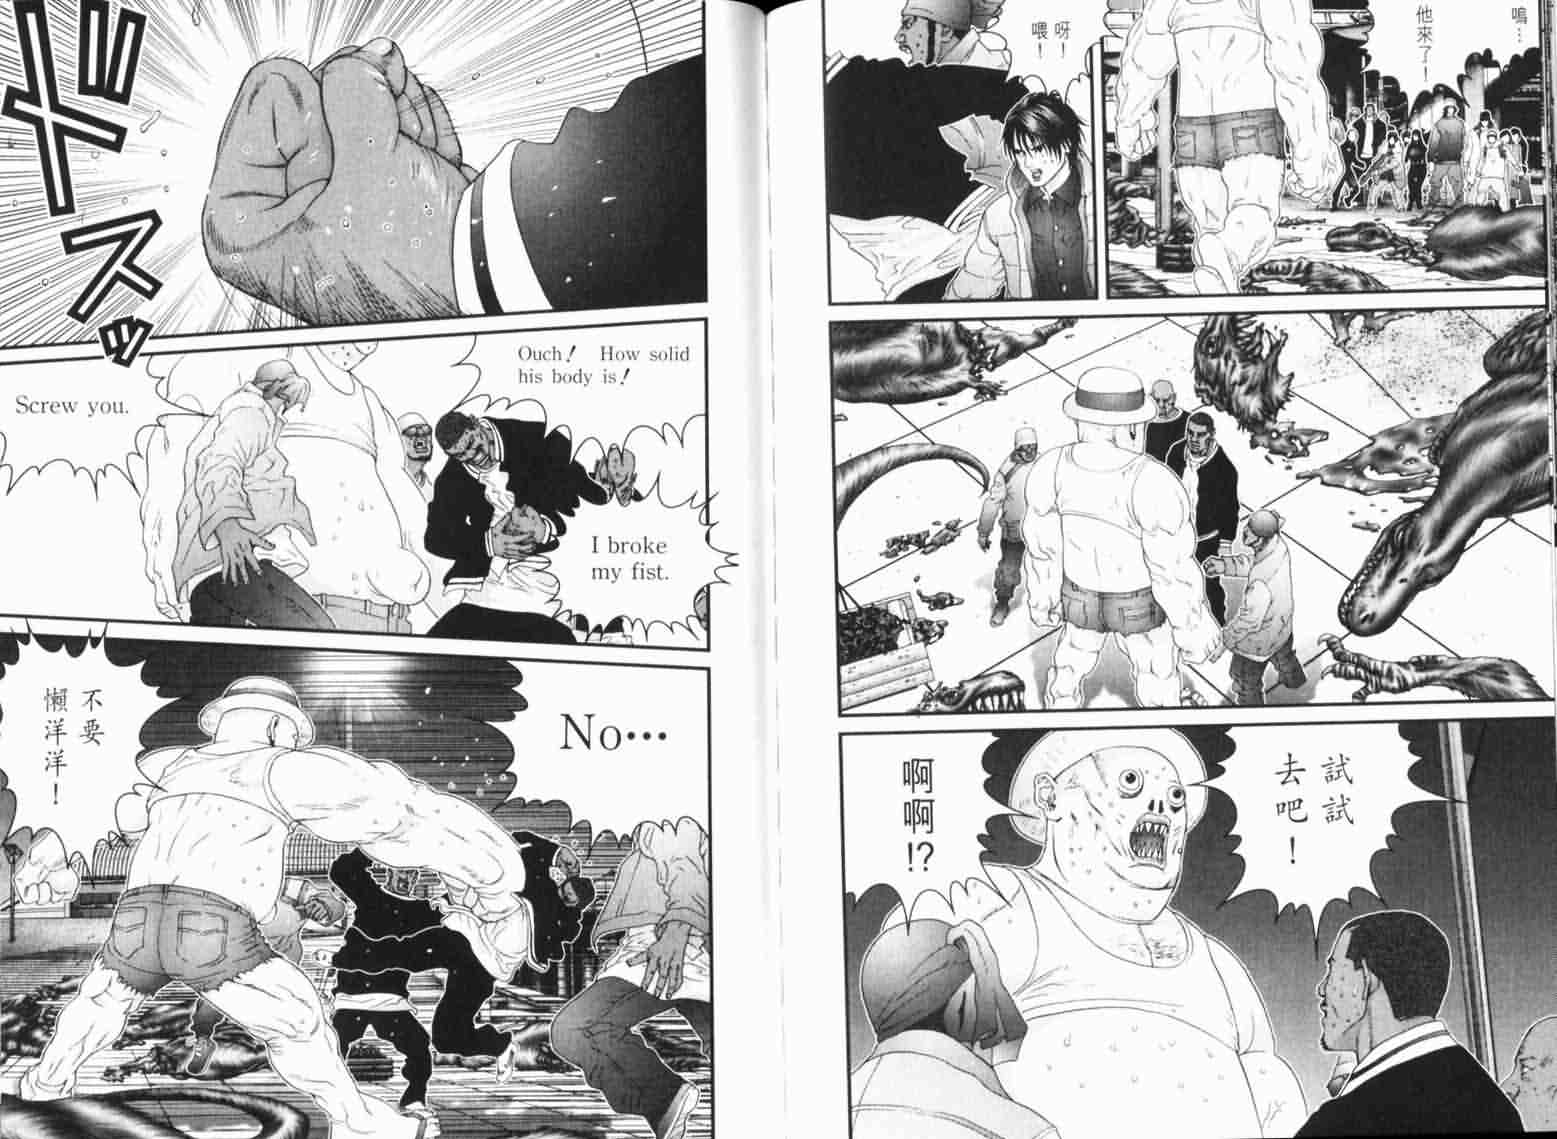 嗚…
他來了！
呀！
喂！
試試
去吧！
啊啊!?
ドスッ
Ouch! How solid
his body is!
Screw you.
I broke
my fist.
No…
不要
懶洋洋！